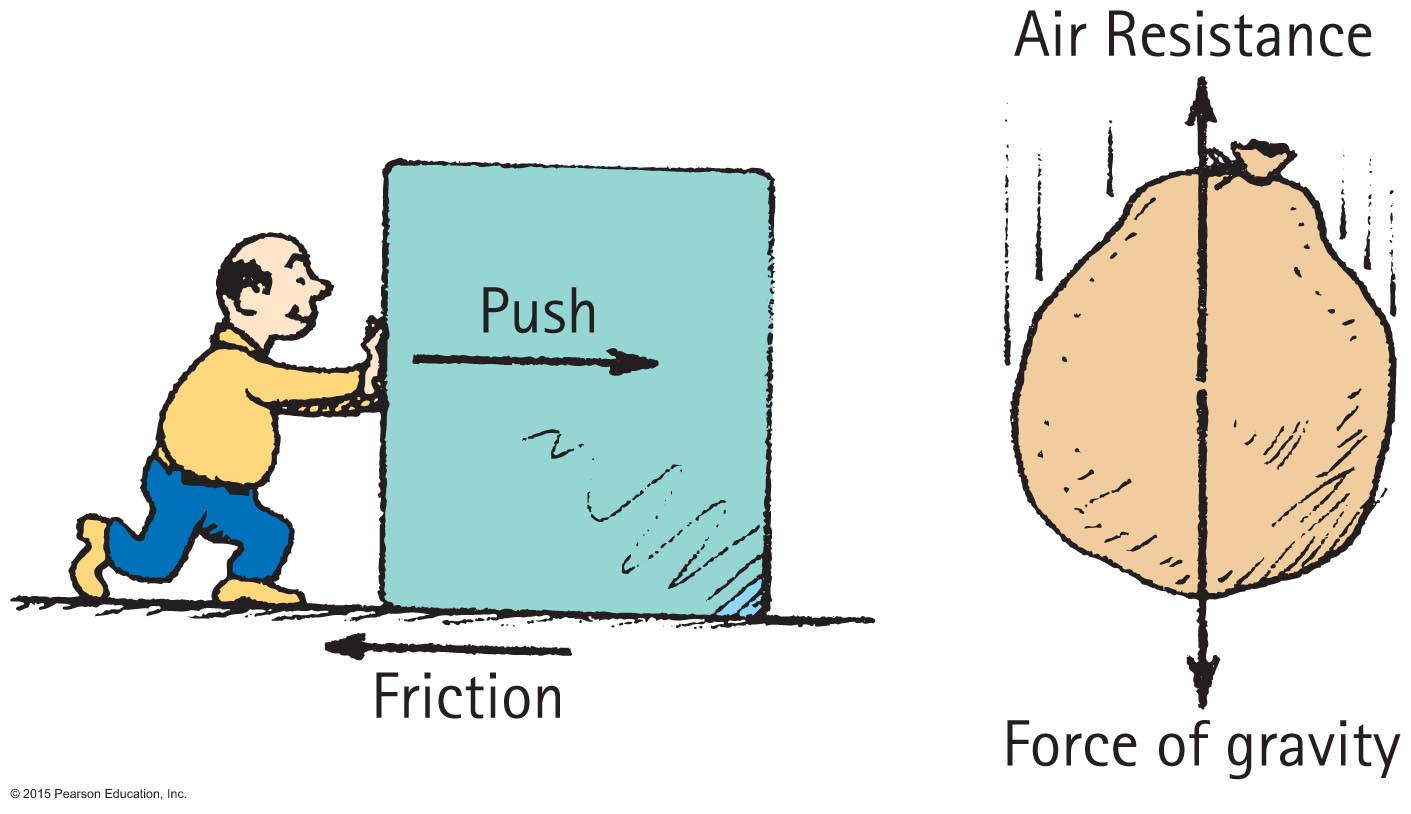 Air Resistance
Push
Friction
Force of gravity
© 2015 Pearson Education, Inc.